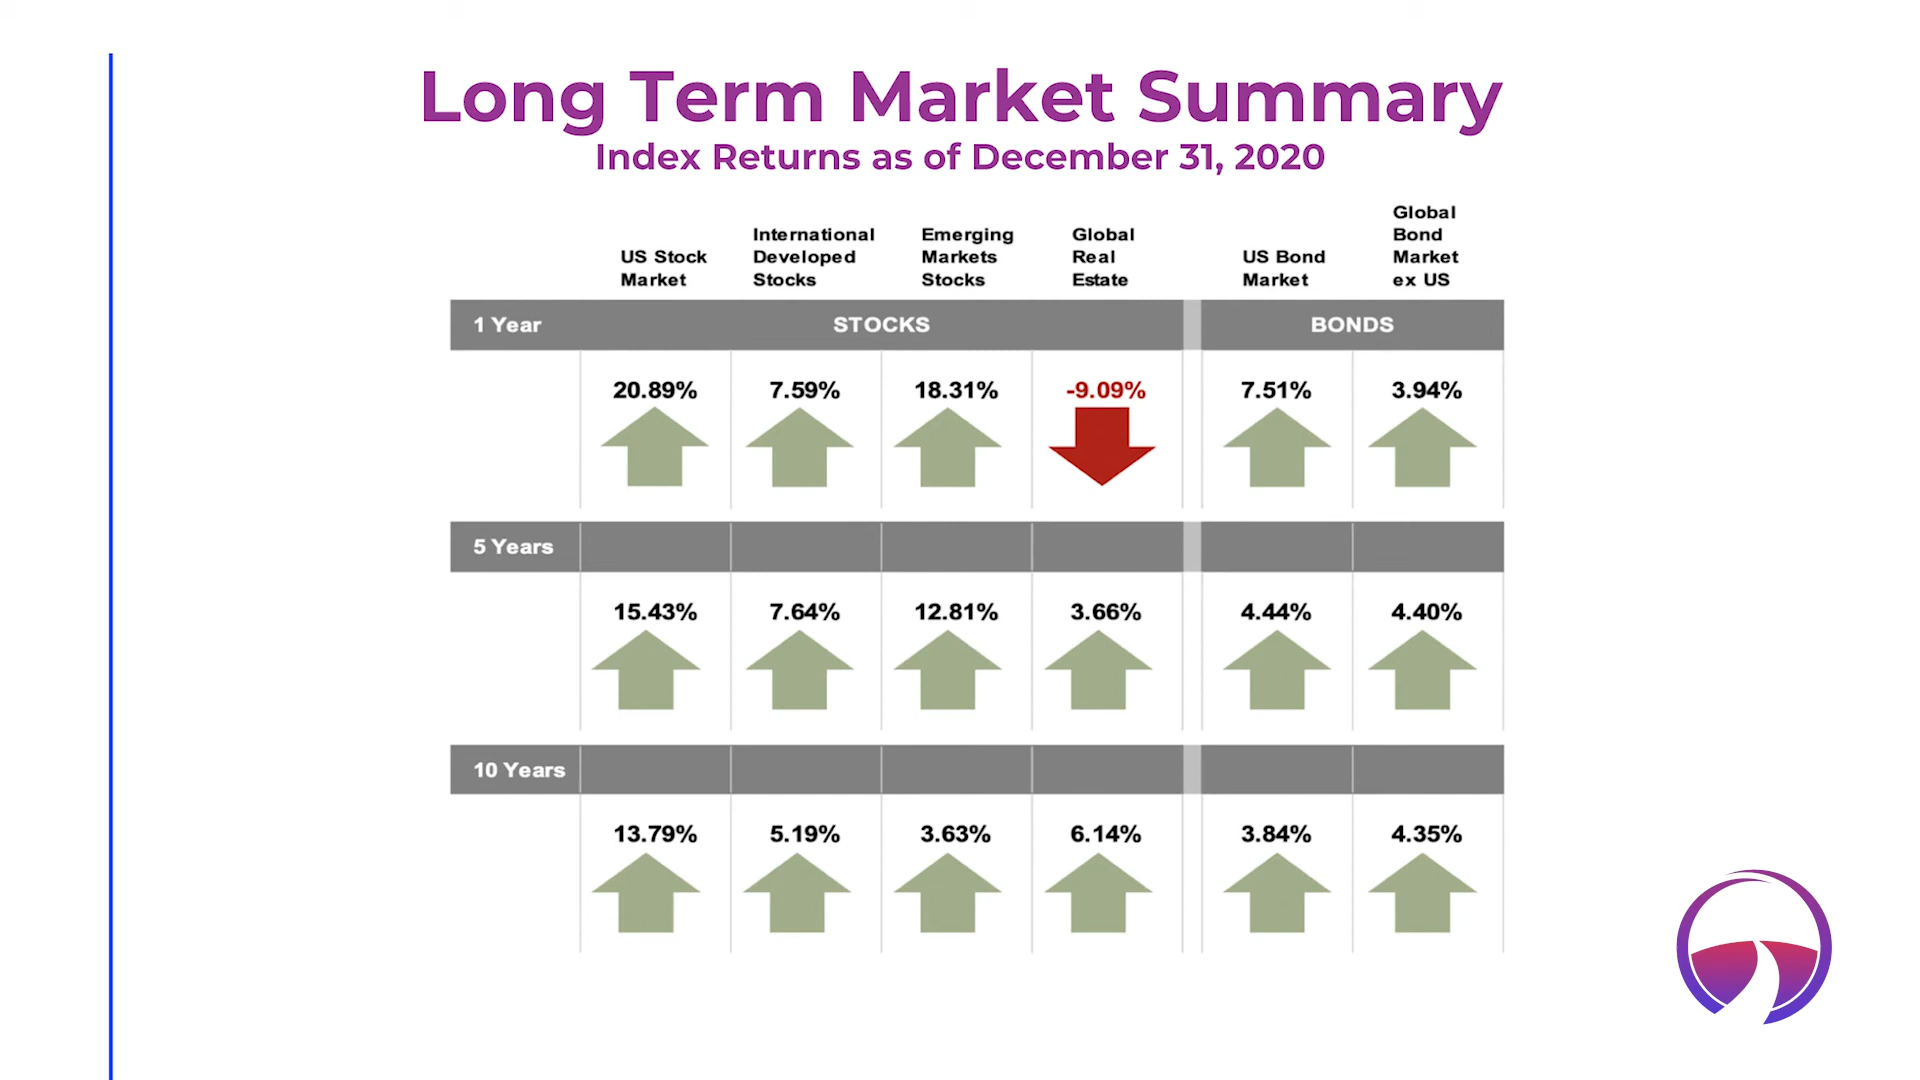 Long Term Market Summary
Index Returns as of December 31, 2020
US Stock
Market
International
Developed
Stocks
Emerging
Markets
Stocks
Global
Real
Estate
US Bond
Market
Global
Bond
Market
ex US
1 Year STOCKS BONDS
20.89% 7.59% 18.31% -9.09% 7.51% 3.94%
5 Years
15.43% 7.64% 12.81% 3.66% 4.44% 4.40%
10 Years
13.79% 5.19% 3.63% 6.14% 3.84% 4.35%